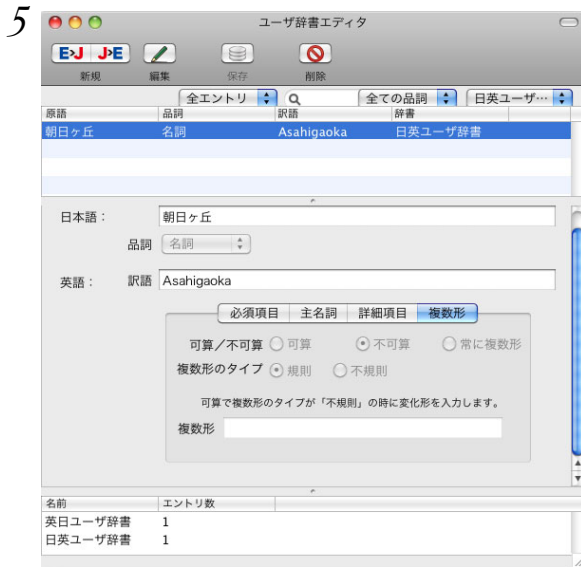 5
ユーザ辞書エディタ
E›J J›E
新規 編集 保存 削除
全エントリ 全ての品詞 日英ユーザ…
原語 品詞 訳語 辞書
朝日ヶ丘 名詞 Asahigaoka 日英ユーザ辞書
日本語： 朝日ヶ丘
品詞 名詞
英語： 訳語 Asahigaoka
必須項目 主名詞 詳細項目 複数形
可算／不可算 可算 不可算 常に複数形
複数形のタイプ 規則 不規則
可算で複数形のタイプが「不規則」の時に変化形を入力します。
複数形
名前 エントリ数
英日ユーザ辞書 1
日英ユーザ辞書 1